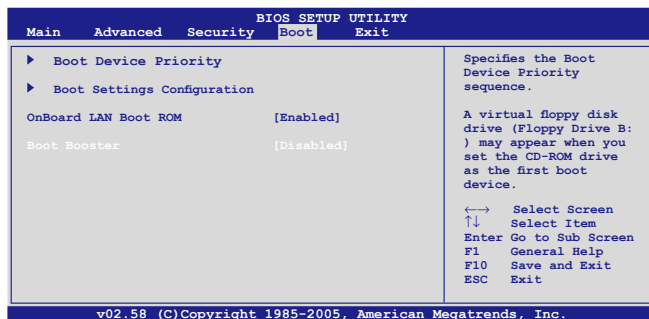 BIOS SETUP UTILITY
Main Advanced Security Boot Exit
Boot Device Priority
Boot Settings Configuration
OnBoard LAN Boot ROM [Enabled]
Boot Booster [Disabled]
Specifies the Boot
Device Priority
sequence.
A virtual floppy disk
drive (Floppy Drive B:
) may appear when you
set the CD-ROM drive
as the first boot
device.
←→ Select Screen
↑↓ Select Item
Enter Go to Sub Screen
F1 General Help
F10 Save and Exit
ESC Exit
v02.58 (C)Copyright 1985-2005, American Megatrends, Inc.